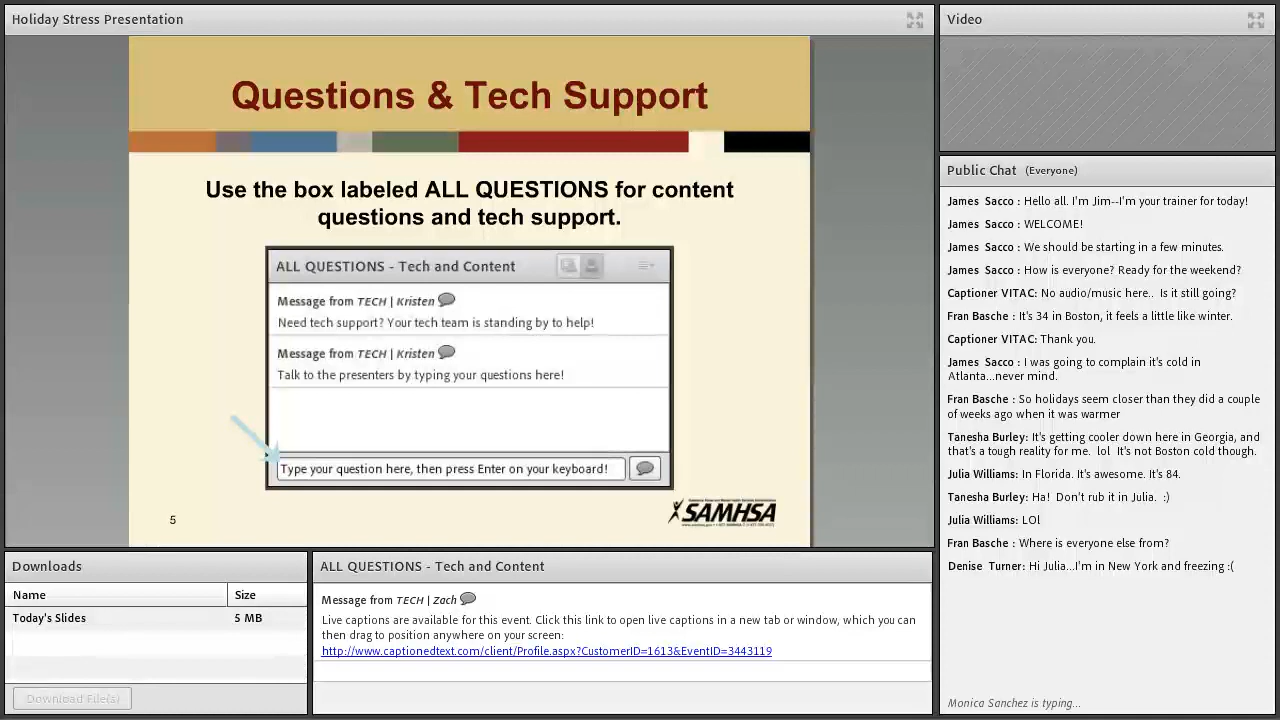 Holiday Stress Presentation
Questions & Tech Support
Use the box labeled ALL QUESTIONS for content
questions and tech support.
ALL QUESTIONS - Tech and Content
Message from TECH | Kristen
Need tech support? Your tech team is standing by to help!
Message from TECH | Kristen
Talk to the presenters by typing your questions here!
Type your question here, then press Enter on your keyboard!
5
SAMHSA
Video
Public Chat (Everyone)
James Sacco : Hello all. I'm Jim--I'm your trainer for today!
James Sacco : WELCOME!
James Sacco : We should be starting in a few minutes.
James Sacco : How is everyone? Ready for the weekend?
Captioner VITAC: No audio/music here.. Is it still going?
Fran Basche : It's 34 in Boston, it feels a little like winter.
Captioner VITAC: Thank you.
James Sacco : I was going to complain it's cold in
Atlanta...never mind.
Fran Basche : So holidays seem closer than they did a couple
of weeks ago when it was warmer
Tanesha Burley: It's getting cooler down here in Georgia, and
that's a tough reality for me. lol It's not Boston cold though.
Julia Williams: In Florida. It's awesome. It's 84.
Tanesha Burley: Ha! Don't rub it in Julia, :)
Julia Williams: LOl
Fran Basche : Where is everyone else from?
Denise Turner: Hi Julia...I'm in New York and freezing :(
Monica Sanchez is typing...
Downloads
Name Size
Today's Slides 5 MB
Download File(s)
ALL QUESTIONS - Tech and Content
Message from TECH | Zach
Live captions are available for this event. Click this link to open live captions in a new tab or window, which you can
then drag to position anywhere on your screen:
http://www.captionedtext.com/client/Profile.aspx?CustomerID=1613&EventID=3443119